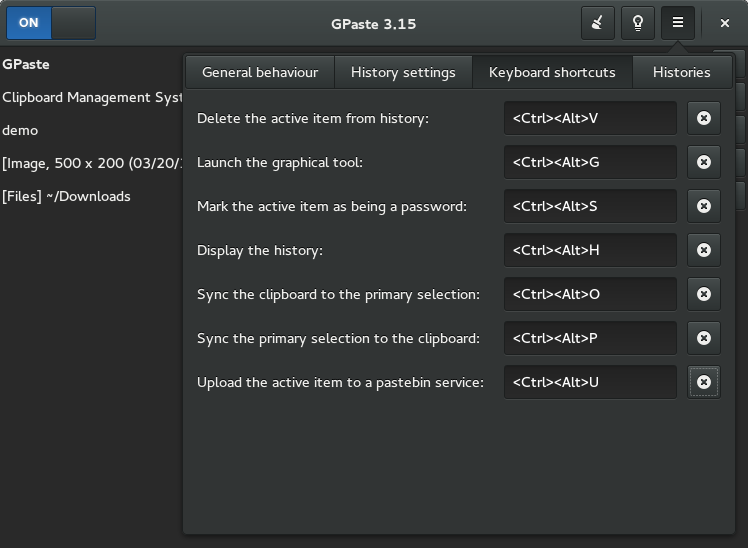 ON
GPaste 3.15
GPaste
Clipboard Management Syst
demo
[Image, 500 x 200 (03/20/
[Files] ~/Downloads
General behaviour
History settings
Keyboard shortcuts
Histories
Delete the active item from history: <Ctrl><Alt>V
Launch the graphical tool: <Ctrl><Alt>G
Mark the active item as being a password: <Ctrl><Alt>S
Display the history: <Ctrl><Alt>H
Sync the clipboard to the primary selection: <Ctrl><Alt>O
Sync the primary selection to the clipboard: <Ctrl><Alt>P
Upload the active item to a pastebin service: <Ctrl><Alt>U